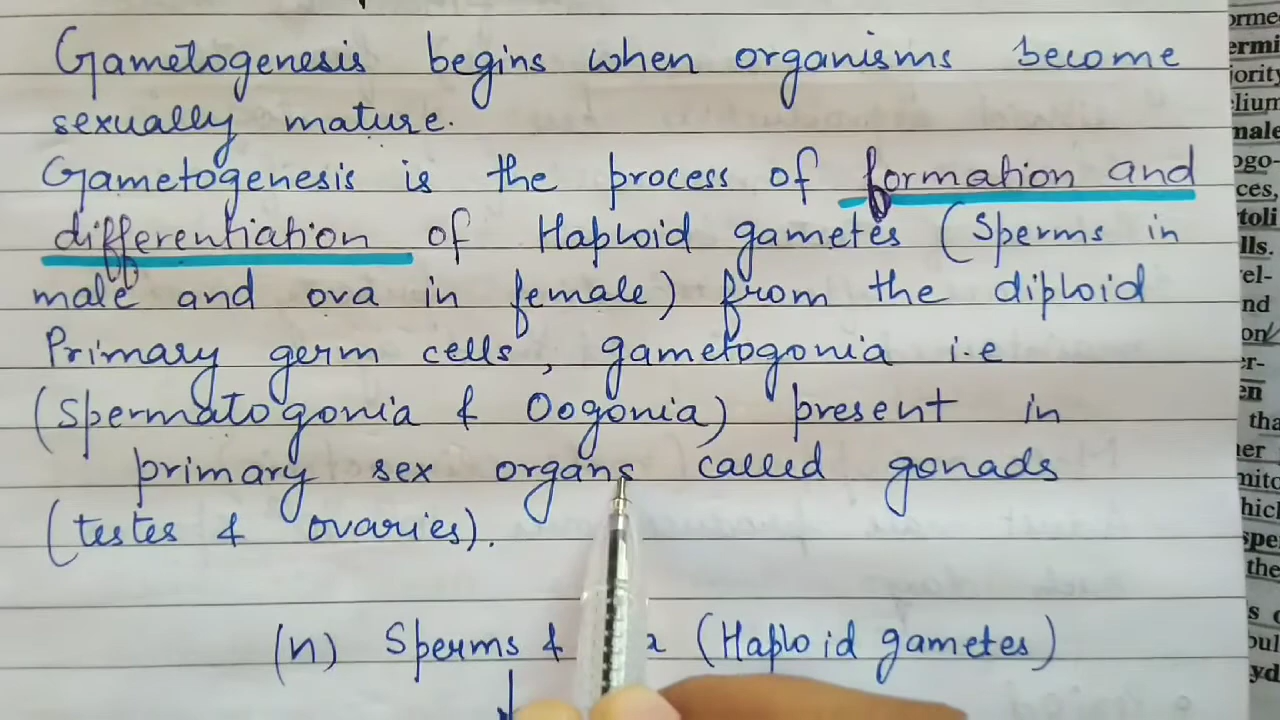 Gametogenesis begins when organisms become
sexually mature.
Gametogenesis is the process of formation and
differentiation of Haploid gametes (Sperms in
male and ova in female) from the diploid
Primary germ cells, gametogonia i.e
(Spermatogonia & Oogonia) present in
primary sex organs called gonads
(testes & ovaries).
(n) Sperms & (Haploid gametes)